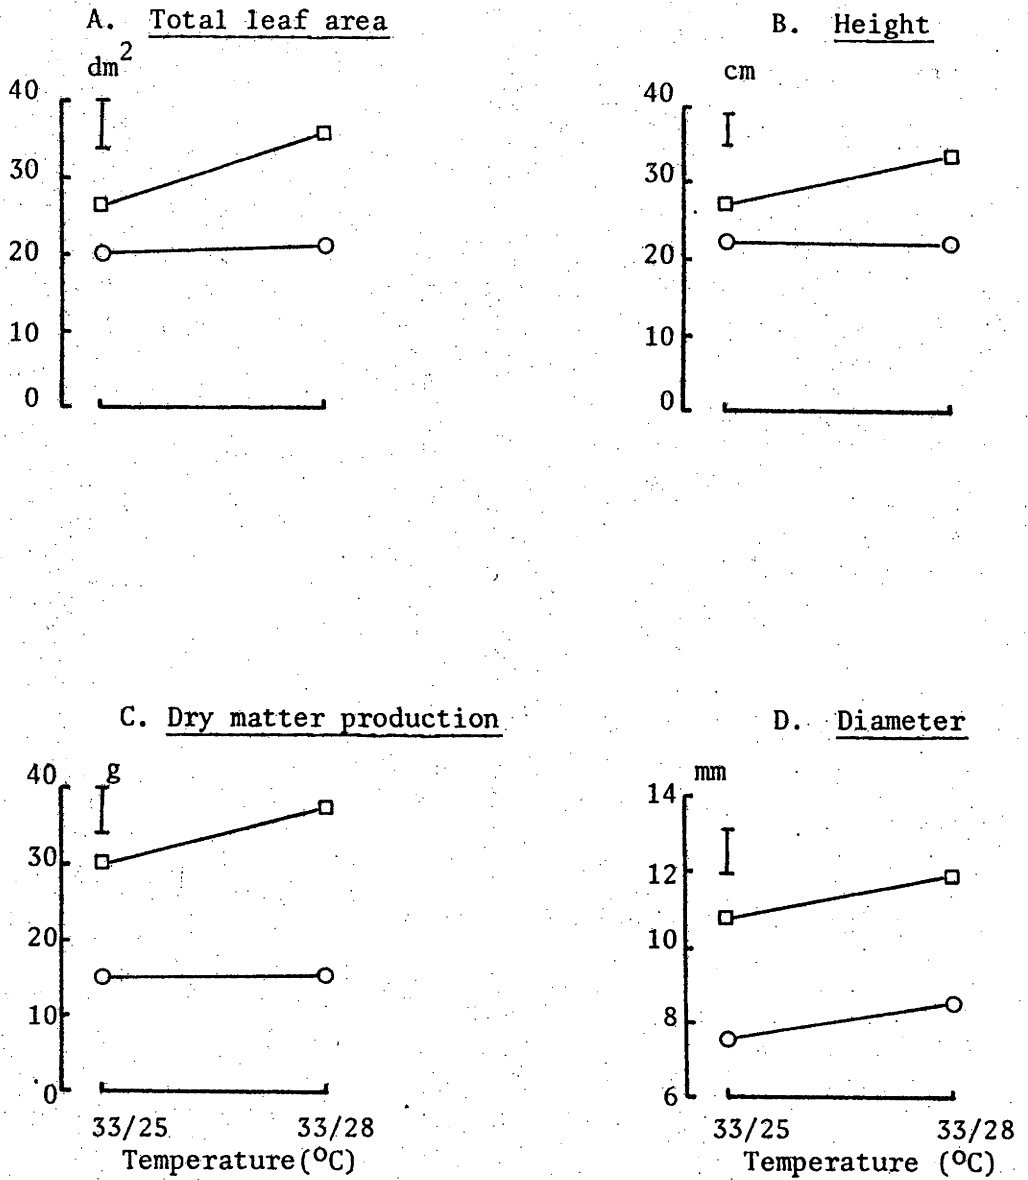 A. Total leaf area
dm²
40
30
20
10
0
B. Height
cm
40
30
20
10
0
C. Dry matter production
g
40
30
20
10
0
33/25 33/28
Temperature(°C)
D. Diameter
mm
14
12
10
8
6
33/25 33/28
Temperature (°C)